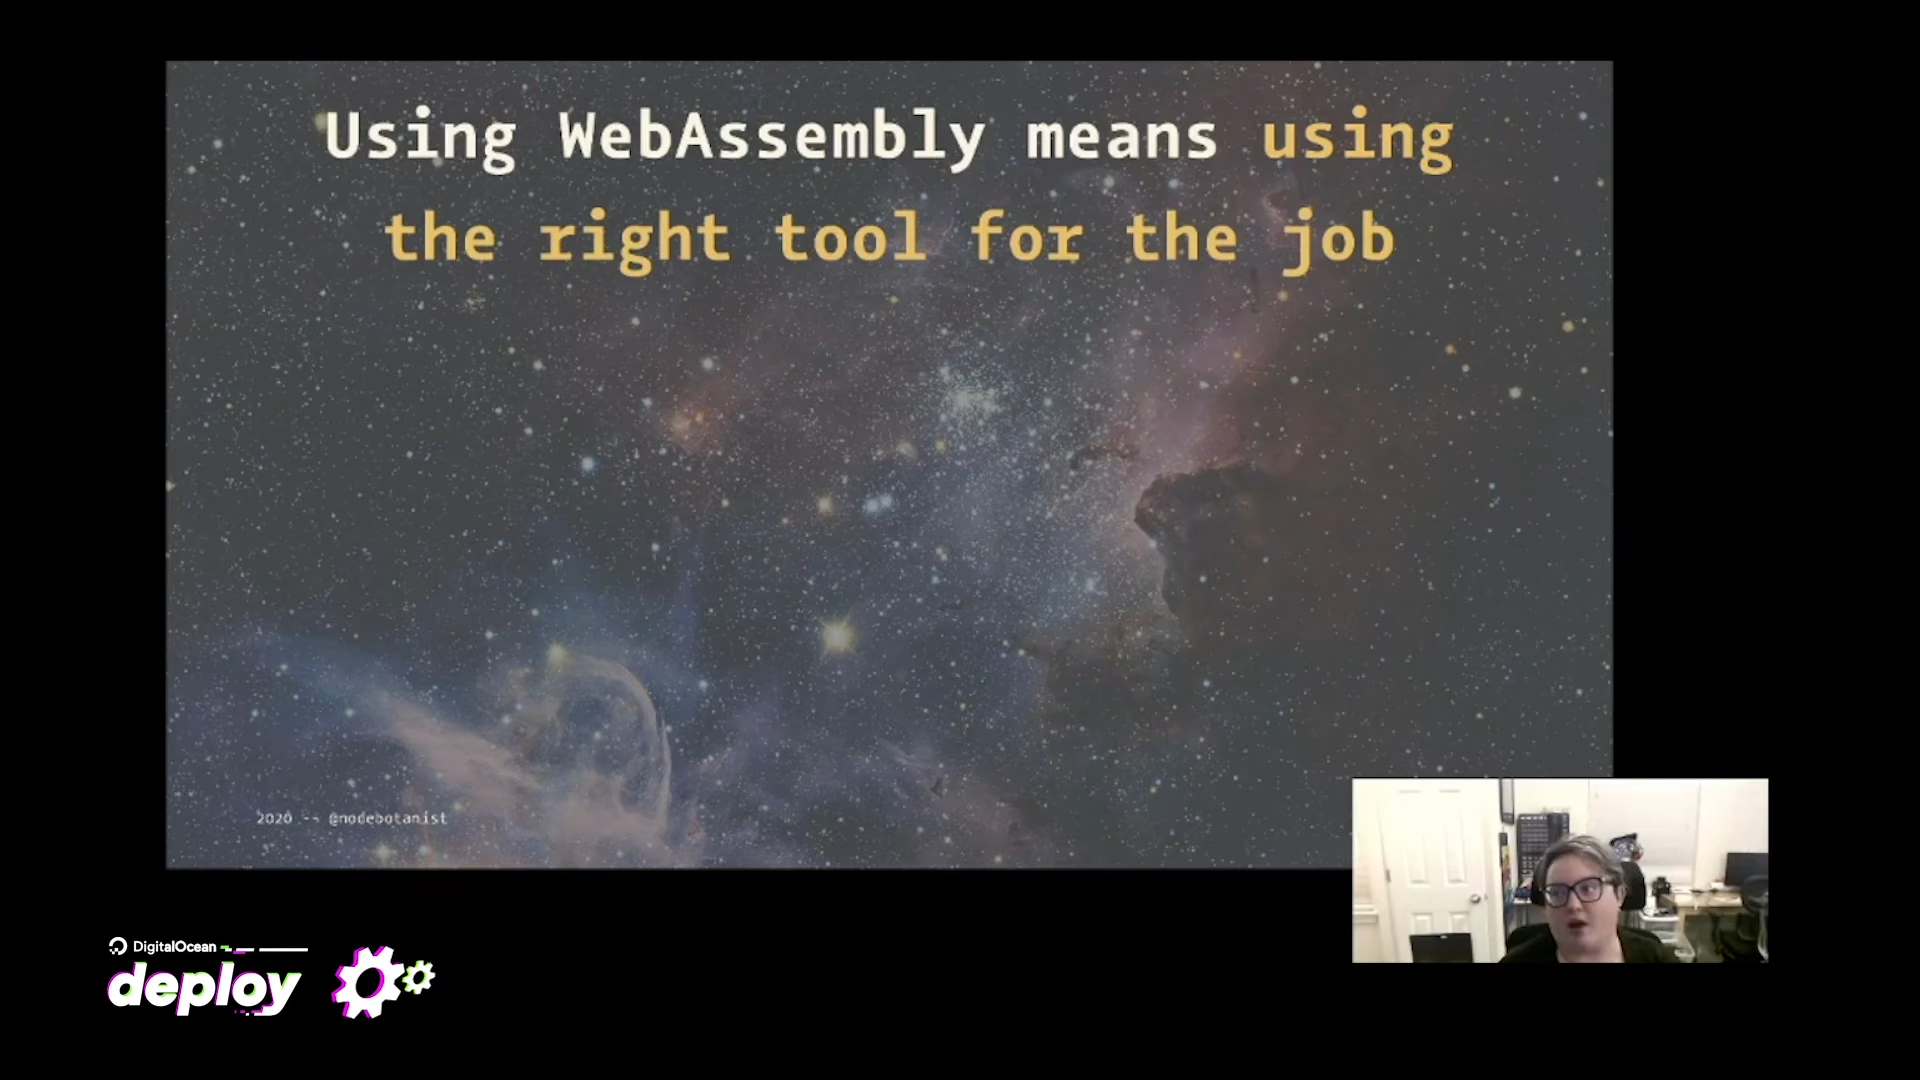 Using WebAssembly means using
the right tool for the job
2020 -- @nodebotanist
DigitalOcean
deploy